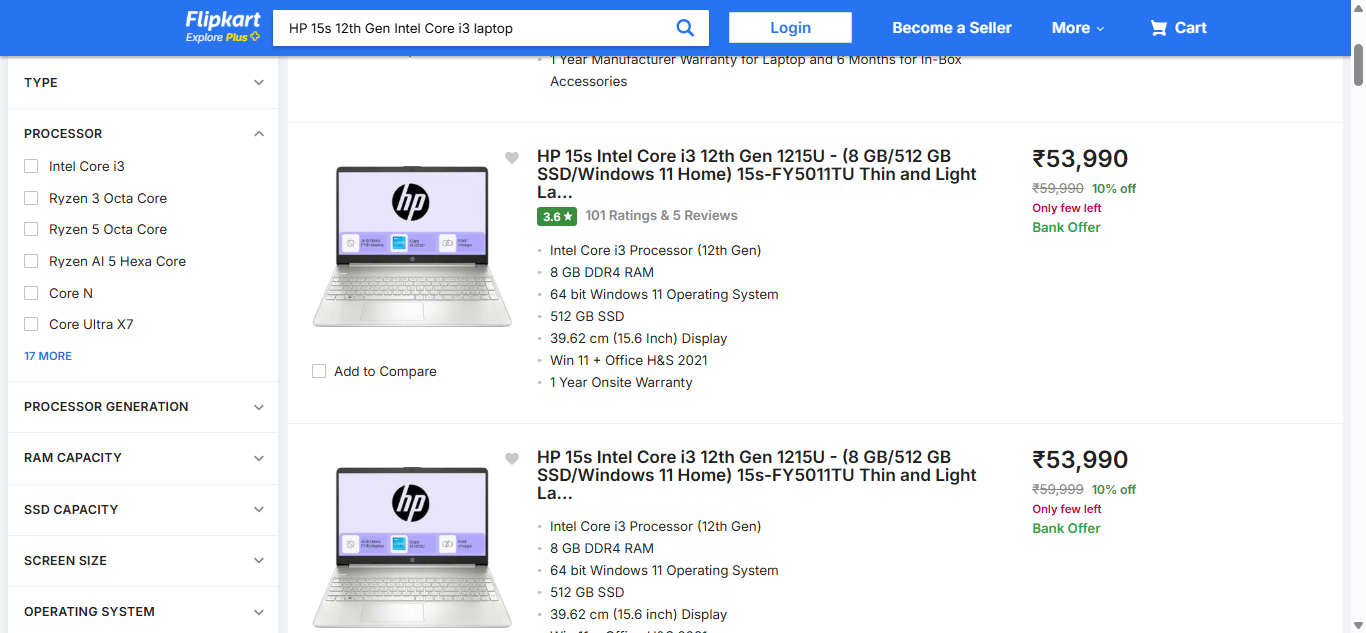 Flipkart
Explore Plus
HP 15s 12th Gen Intel Core i3 laptop
Login
Become a Seller
More
Cart
TYPE
PROCESSOR
Intel Core i3
Ryzen 3 Octa Core
Ryzen 5 Octa Core
Ryzen AI 5 Hexa Core
Core N
Core Ultra X7
17 MORE
PROCESSOR GENERATION
RAM CAPACITY
SSD CAPACITY
SCREEN SIZE
OPERATING SYSTEM
1 Year Manufacturer Warranty for Laptop and 6 Months for In-Box
Accessories
hp
Add to Compare
HP 15s Intel Core i3 12th Gen 1215U - (8 GB/512 GB
SSD/Windows 11 Home) 15s-FY5011TU Thin and Light
La...
3.6★ 101 Ratings & 5 Reviews
Intel Core i3 Processor (12th Gen)
8 GB DDR4 RAM
64 bit Windows 11 Operating System
512 GB SSD
39.62 cm (15.6 Inch) Display
Win 11 + Office H&S 2021
1 Year Onsite Warranty
₹53,990
₹59,990 10% off
Only few left
Bank Offer
hp
HP 15s Intel Core i3 12th Gen 1215U - (8 GB/512 GB
SSD/Windows 11 Home) 15s-FY5011TU Thin and Light
La...
Intel Core i3 Processor (12th Gen)
8 GB DDR4 RAM
64 bit Windows 11 Operating System
512 GB SSD
39.62 cm (15.6 inch) Display
Win 11 + Office H&S 2021
₹53,990
₹59,999 10% off
Only few left
Bank Offer